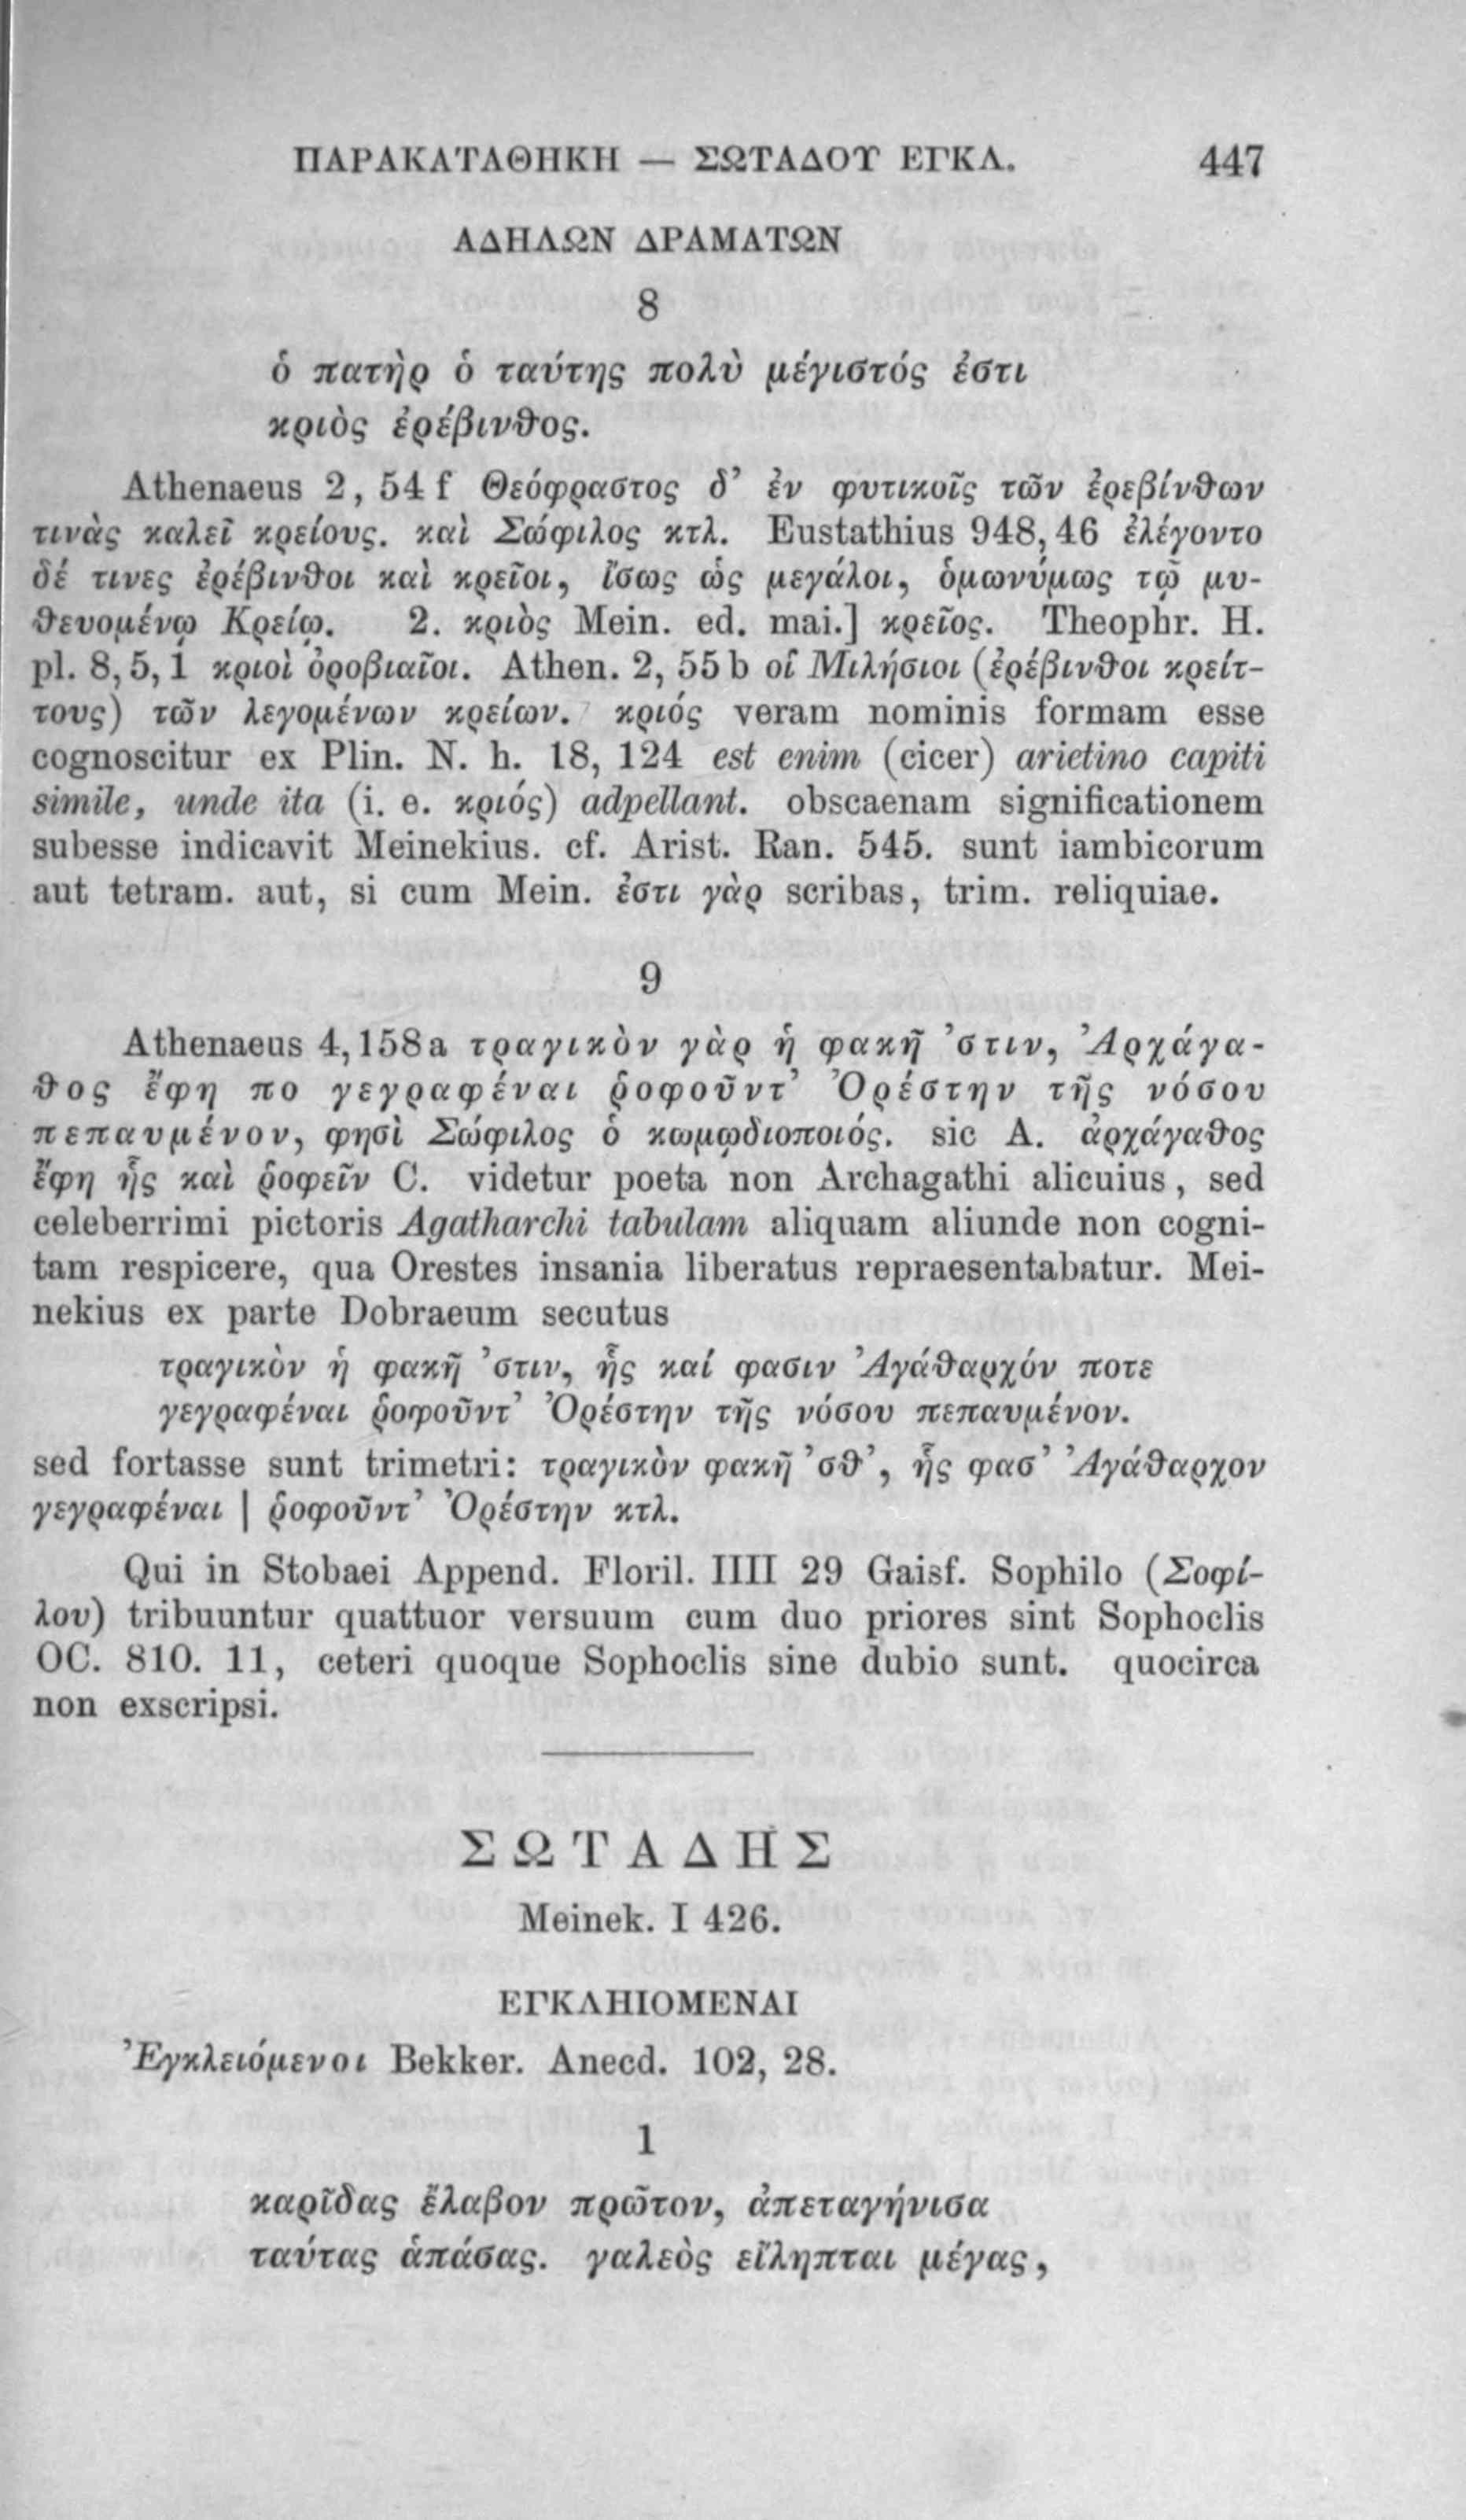 ΠΑΡΑΚΑΤΑΘΗΚΗ — ΣΩΤΑΔΟΥ ΕΓΚΛ. 447
ΑΔΗΛΩΝ ΔΡΑΜΑΤΩΝ
8
ὁ πατὴρ ὁ ταύτης πολὺ μέγιστός ἐστι
κριὸς ἐρέβινθος.
Athenaeus 2, 54 f Θεόφραστος δ’ ἐν φυτικοῖς τῶν ἐρεβίνθων
τινὰς καλεῖ κρείους. καὶ Σώφιλος κτλ. Eustathius 948, 46 ἐλέγοντο
δέ τινες ἐρέβινθοι καὶ κρεῖοι, ἴσως ὡς μεγάλοι, ὁμωνύμως τῷ μυ-
θευομένῳ Κρείῳ. 2. κριὸς Mein. ed. mai.] κρεῖος. Theophr. H.
pl. 8, 5, 1 κριοὶ ὀροβιαῖοι. Athen. 2, 55 b οἱ Μιλήσιοι (ἐρέβινθοι κρείτ-
τους) τῶν λεγομένων κρείων. κριός veram nominis formam esse
cognoscitur ex Plin. N. h. 18, 124 est enim (cicer) arietino capiti
simile, unde ita (i. e. κριός) adpellant. obscaenam significationem
subesse indicavit Meinekius. cf. Arist. Ran. 545. sunt iambicorum
aut tetram. aut, si cum Mein. ἐστι γὰρ scribas, trim. reliquiae.
9
Athenaeus 4, 158 a τραγικὸν γὰρ ἡ φακῆ ’στιν, Ἀρχάγα-
θος ἔφη πο γεγραφέναι ῥοφοῦντ’ Ὀρέστην τῆς νόσου
πεπαυμένον, φησὶ Σώφιλος ὁ κωμῳδιοποιός. sic A. ἀρχάγαθος
ἔφη ἧς καὶ ῥοφεῖν C. videtur poeta non Archagathi alicuius, sed
celeberrimi pictoris Agatharchi tabulam aliquam aliunde non cogni-
tam respicere, qua Orestes insania liberatus repraesentabatur. Mei-
nekius ex parte Dobraeum secutus
τραγικὸν ἡ φακῆ ’στιν, ἧς καί φασιν Ἀγάθαρχόν ποτε
γεγραφέναι ῥοφοῦντ’ Ὀρέστην τῆς νόσου πεπαυμένον.
sed fortasse sunt trimetri: τραγικὸν φακῆ ’σθ’, ἧς φασ’ Ἀγάθαρχον
γεγραφέναι | ῥοφοῦντ’ Ὀρέστην κτλ.
Qui in Stobaei Append. Floril. IIII 29 Gaisf. Sophilo (Σοφί-
λου) tribuuntur quattuor versuum cum duo priores sint Sophoclis
OC. 810. 11, ceteri quoque Sophoclis sine dubio sunt. quocirca
non exscripsi.
ΣΩΤΑΔΗΣ
Meinek. I 426.
ΕΓΚΛΗΙΟΜΕΝΑΙ
Ἐγκλειόμενοι Bekker. Anecd. 102, 28.
1
καρῖδας ἔλαβον πρῶτον, ἀπεταγήνισα
ταύτας ἁπάσας. γαλεὸς εἴληπται μέγας,